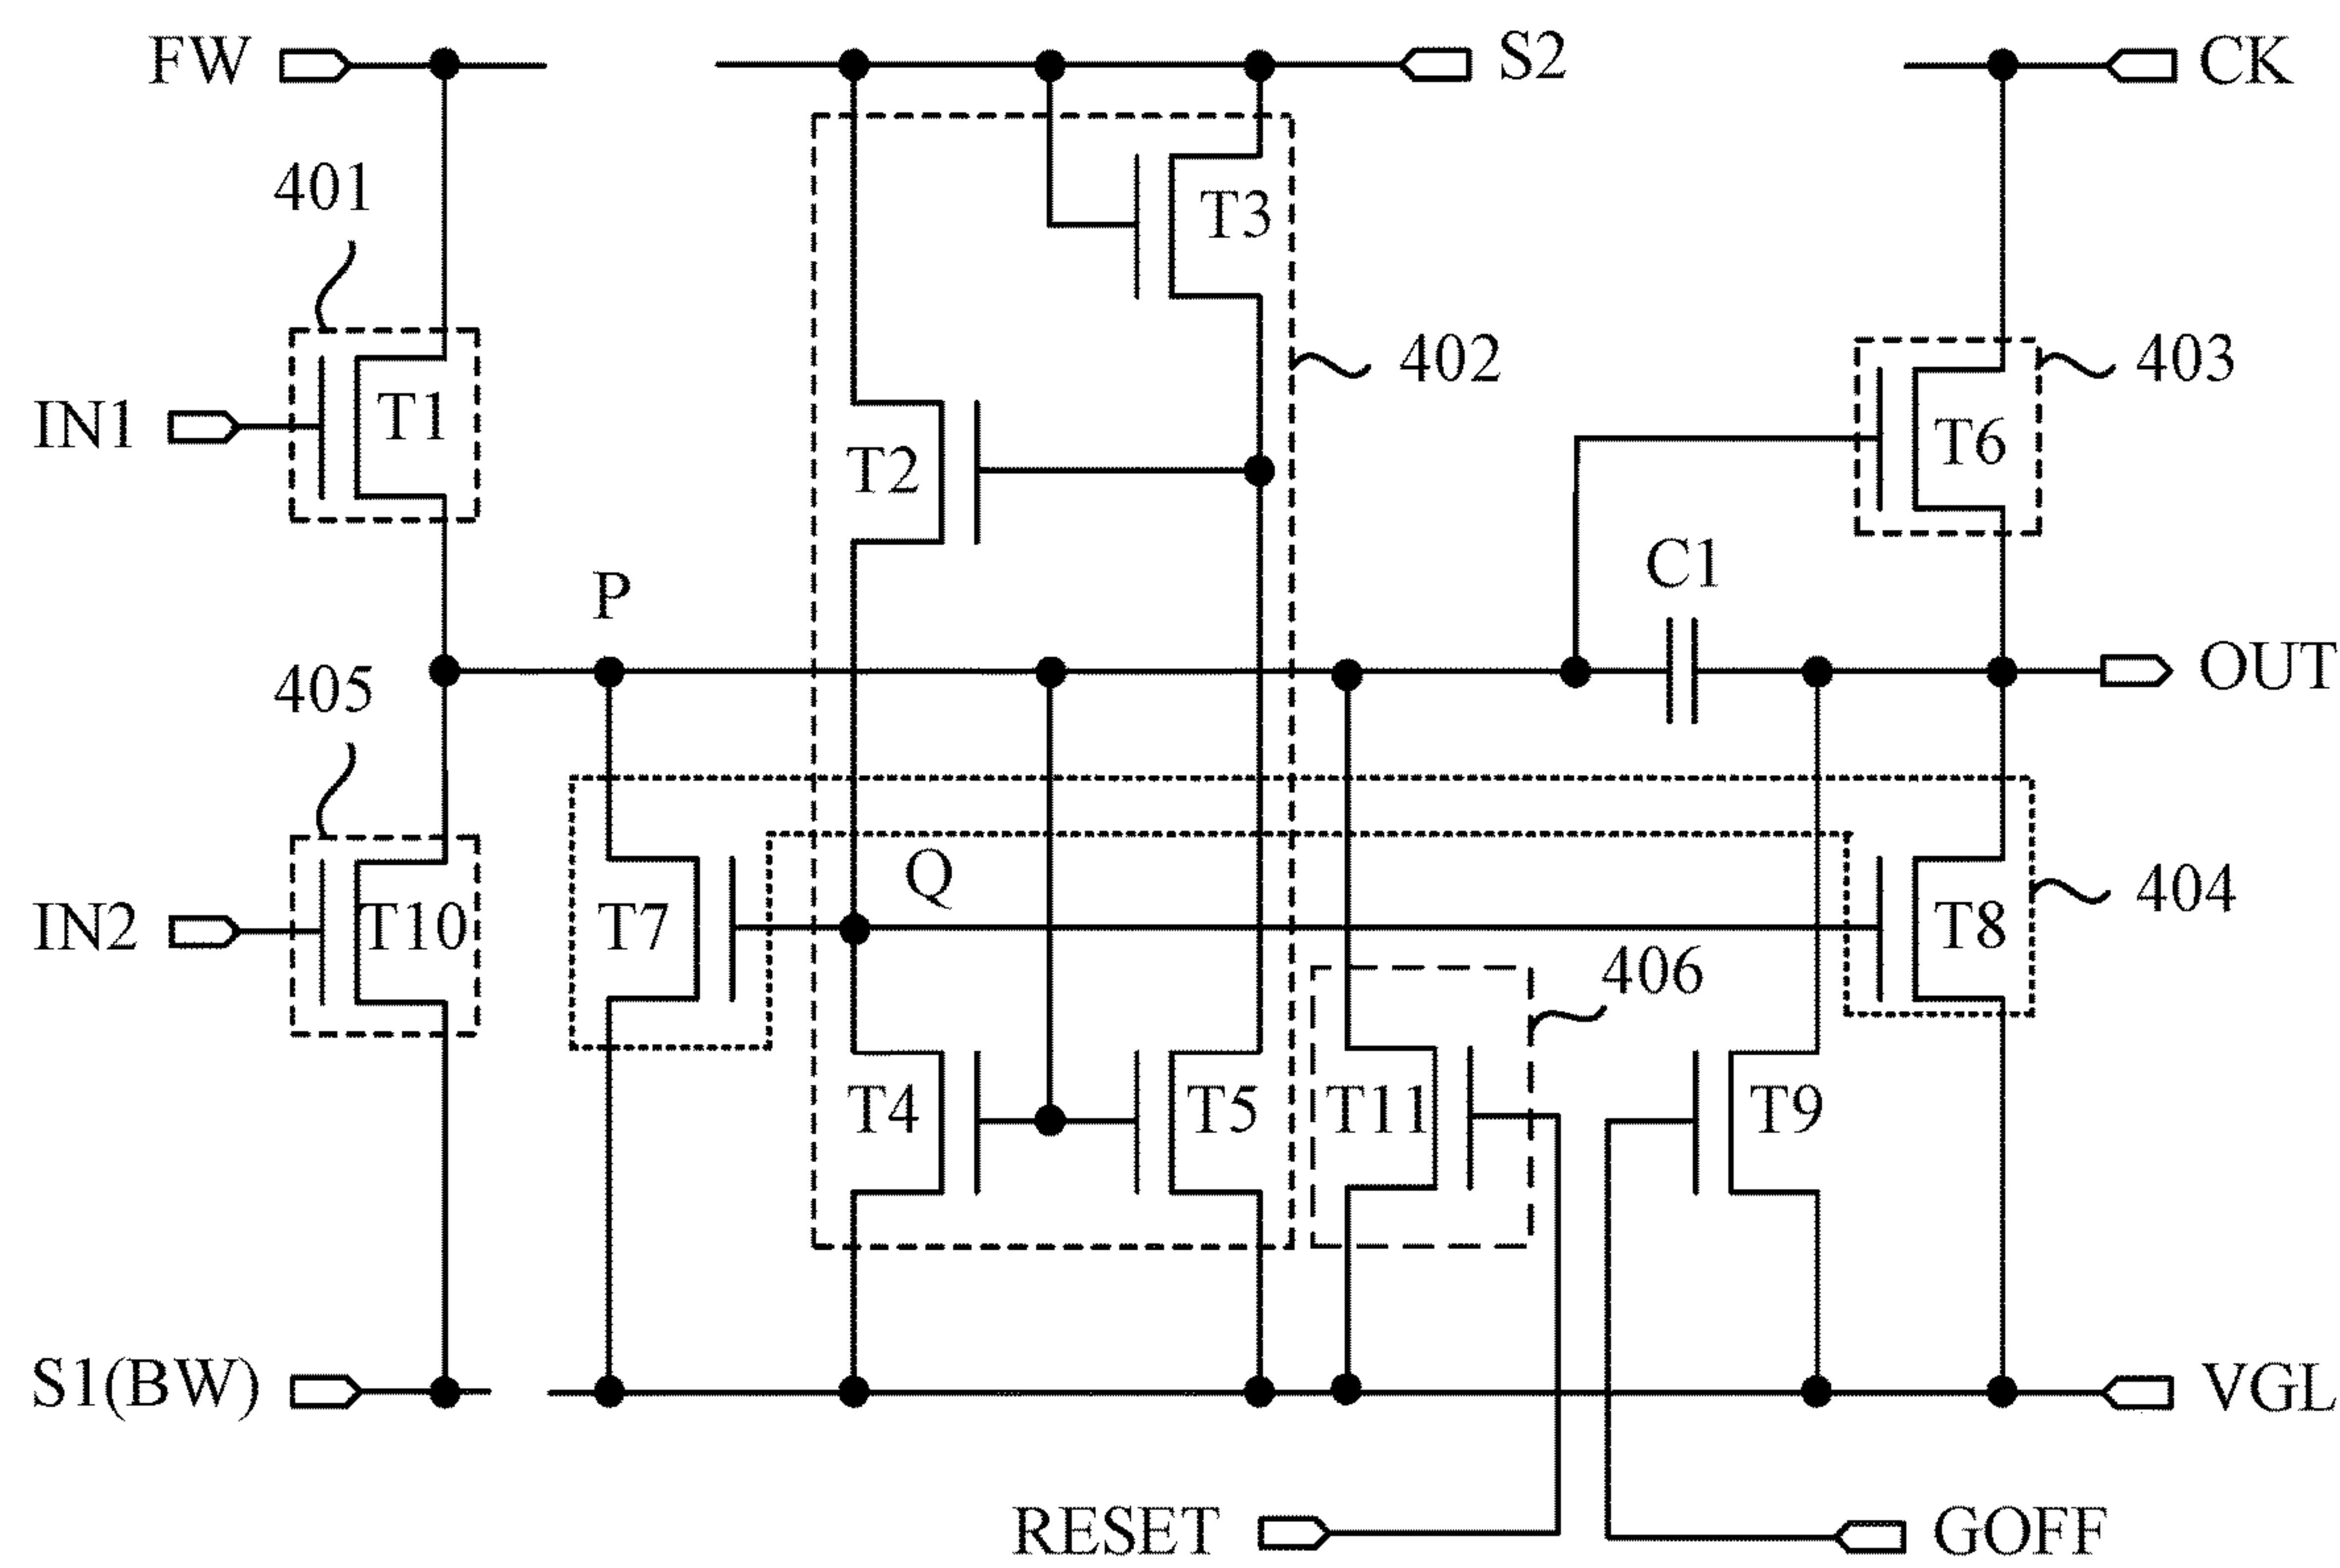 FW
S2
CK
401
T3
402
403
IN1
T1
T2
T6
C1
P
405
OUT
Q
404
IN2
T10
T7
T8
406
T4
T5
T11
T9
S1(BW)
VGL
RESET
GOFF